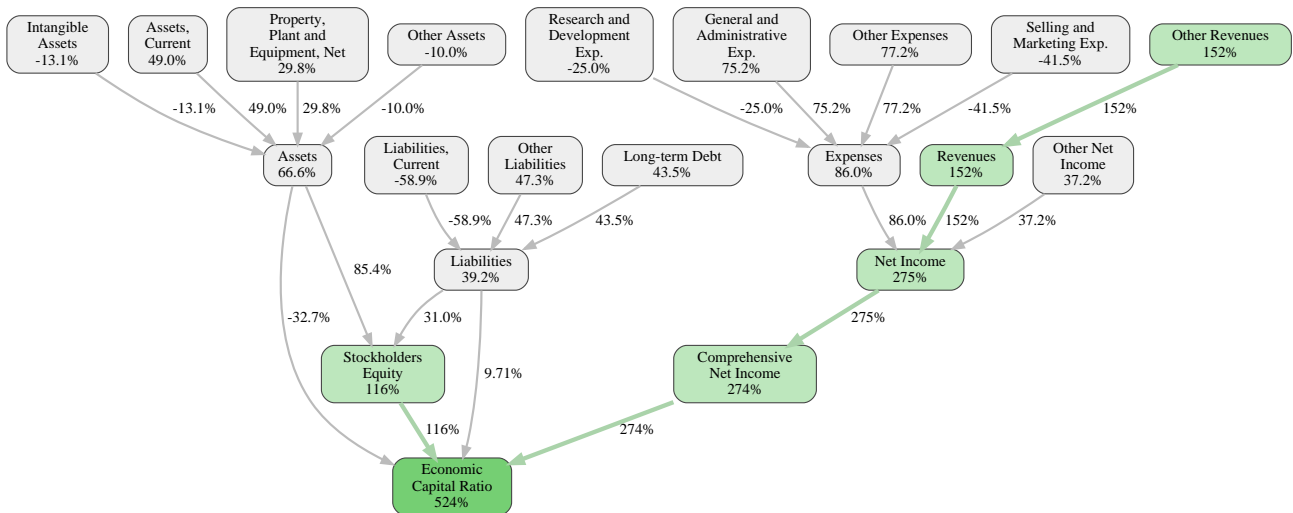 Intangible
Assets
-13.1%
Assets,
Current
49.0%
Property,
Plant and
Equipment, Net
29.8%
Other Assets
-10.0%
Research and
Development
Exp.
-25.0%
General and
Administrative
Exp.
75.2%
Other Expenses
77.2%
Selling and
Marketing Exp.
-41.5%
Other Revenues
152%
-13.1%
49.0%
29.8%
-10.0%
-25.0%
75.2%
77.2%
-41.5%
152%
Assets
66.6%
Liabilities,
Current
-58.9%
Other
Liabilities
47.3%
Long-term Debt
43.5%
Expenses
86.0%
Revenues
152%
Other Net
Income
37.2%
-58.9%
47.3%
43.5%
86.0%
152%
37.2%
Liabilities
39.2%
Net Income
275%
85.4%
-32.7%
31.0%
275%
Stockholders
Equity
116%
9.71%
Comprehensive
Net Income
274%
116%
274%
Economic
Capital Ratio
524%